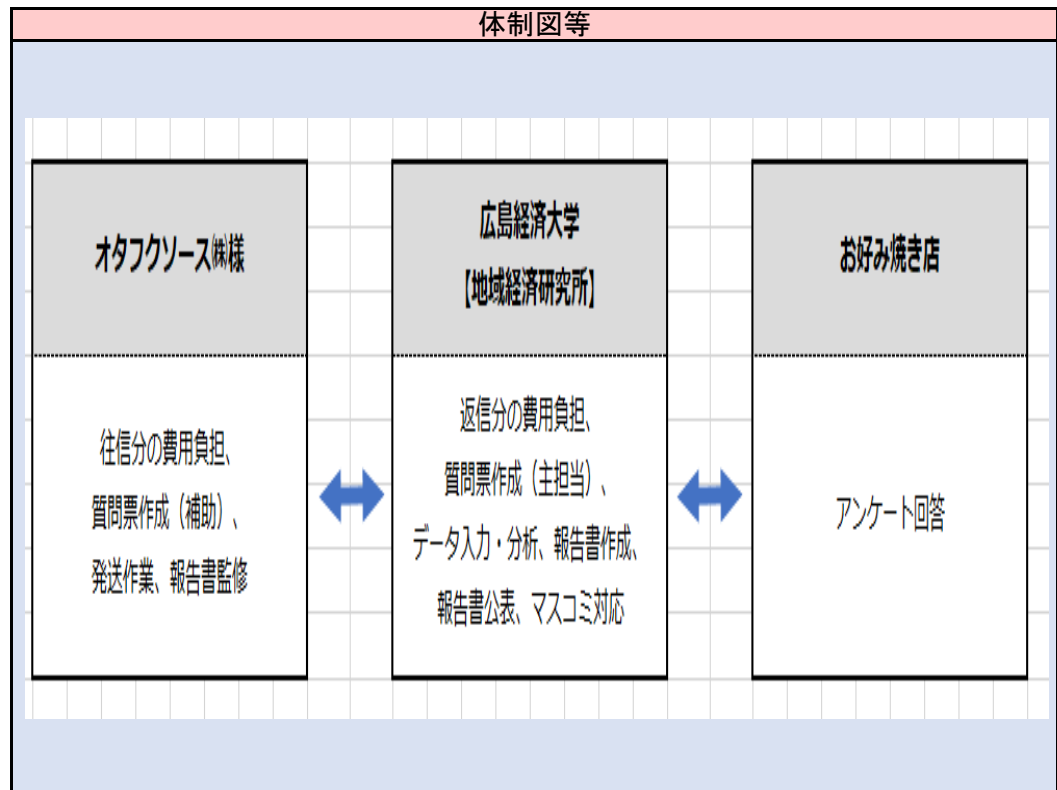 体制図等
オタフクソース㈱様
往信分の費用負担、
質問票作成（補助）、
発送作業、報告書監修
広島経済大学
【地域経済研究所】
返信分の費用負担、
質問票作成（主担当）、
データ入力・分析、報告書作成、
報告書公表、マスコミ対応
お好み焼き店
アンケート回答